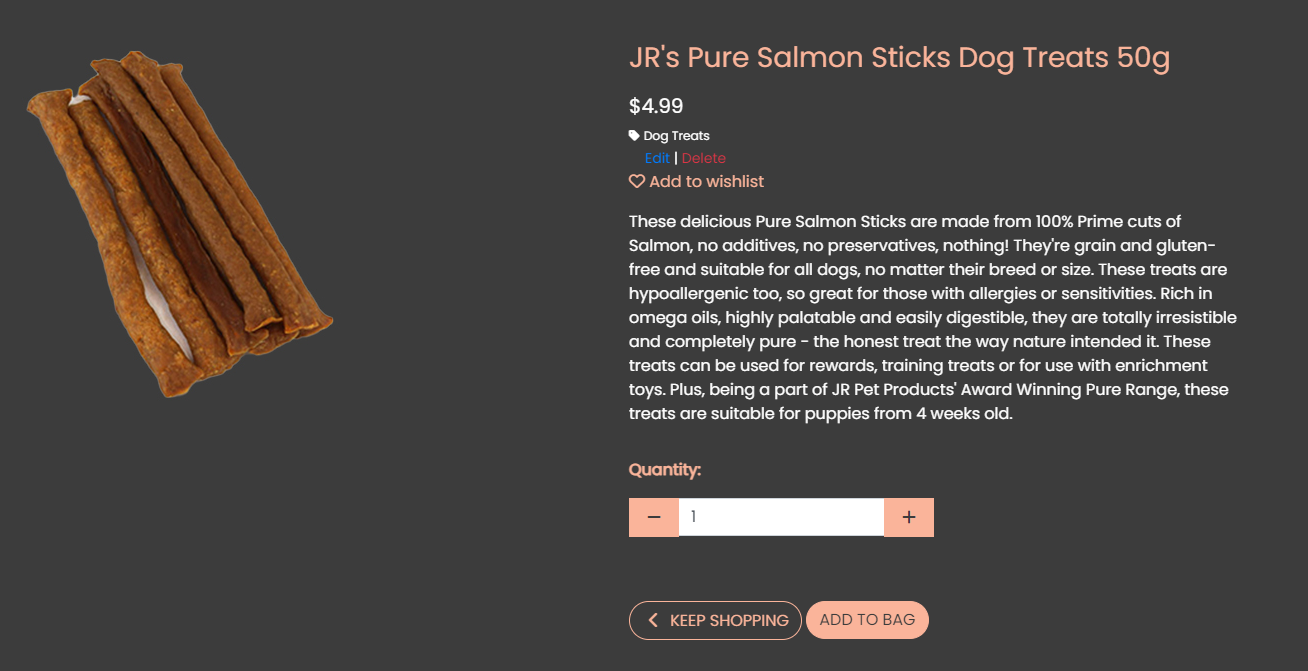 JR's Pure Salmon Sticks Dog Treats 50g
$4.99
Dog Treats
Edit | Delete
Add to wishlist
These delicious Pure Salmon Sticks are made from 100% Prime cuts of
Salmon, no additives, no preservatives, nothing! They're grain and gluten-
free and suitable for all dogs, no matter their breed or size. These treats are
hypoallergenic too, so great for those with allergies or sensitivities. Rich in
omega oils, highly palatable and easily digestible, they are totally irresistible
and completely pure - the honest treat the way nature intended it. These
treats can be used for rewards, training treats or for use with enrichment
toys. Plus, being a part of JR Pet Products' Award Winning Pure Range, these
treats are suitable for puppies from 4 weeks old.
Quantity:
− 1 +
KEEP SHOPPING ADD TO BAG